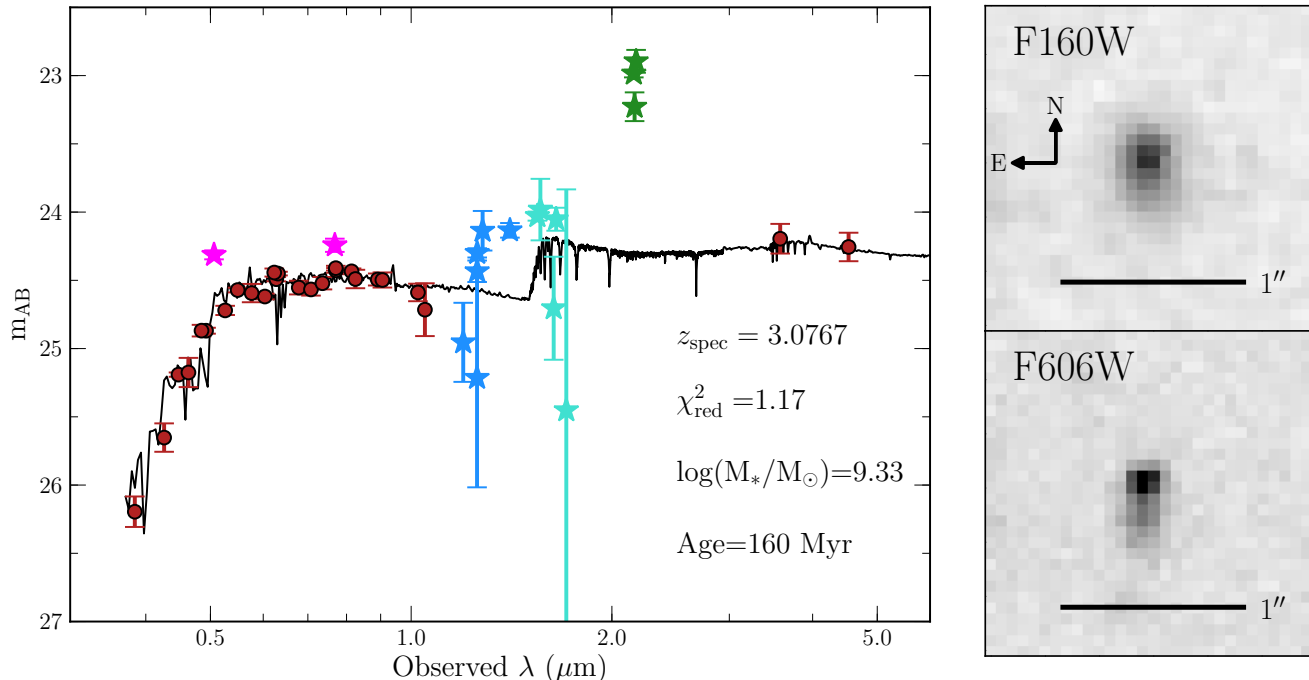 23
24
25
26
27
m_AB
0.5 1.0 2.0 5.0
Observed λ (μm)
z_spec = 3.0767
χ²_red =1.17
log(M_*/M_⊙)=9.33
Age=160 Myr
F160W
N
E
1″
F606W
1″